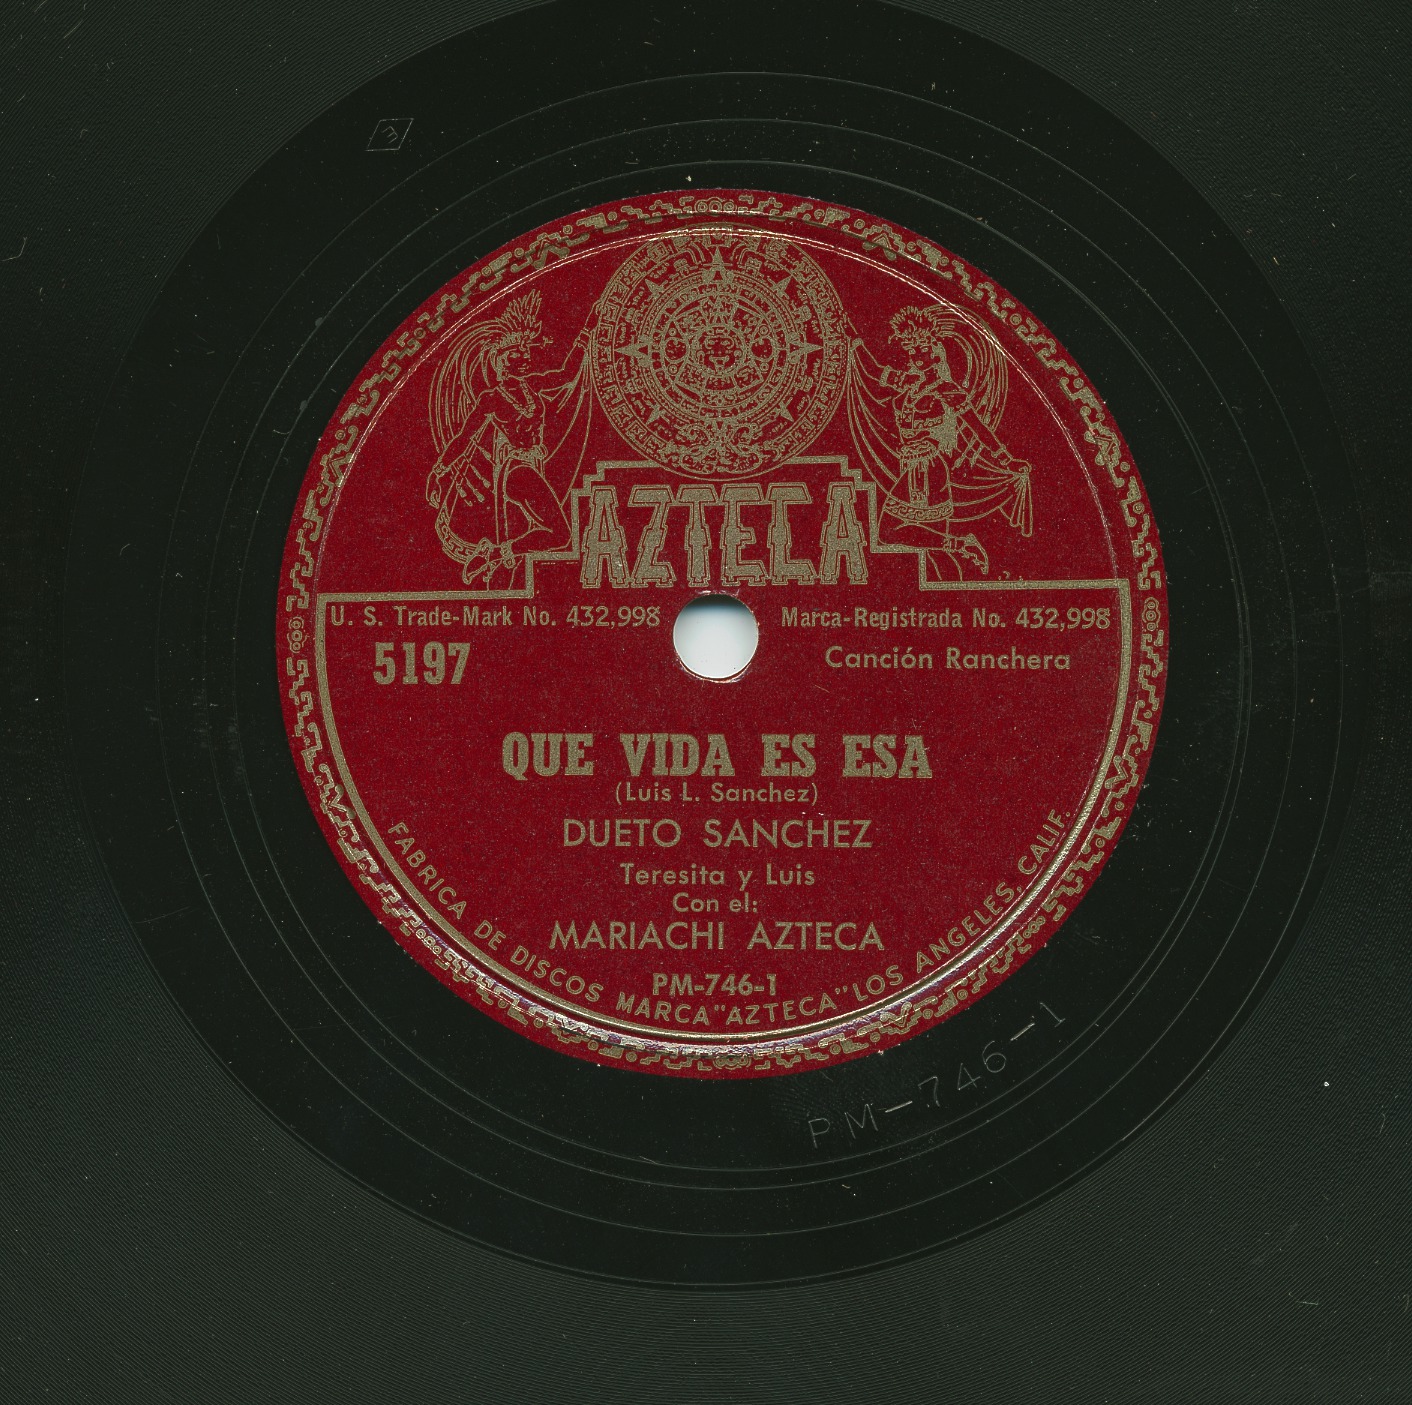 AZTECA
U. S. Trade-Mark No. 432,998
Marca-Registrada No. 432,998
5197
Canción Ranchera
QUE VIDA ES ESA
(Luis L. Sanchez)
DUETO SANCHEZ
Teresita y Luis
Con el:
MARIACHI AZTECA
PM-746-1
FABRICA DE DISCOS MARCA "AZTECA" LOS ANGELES, CALIF.
PM-746-1